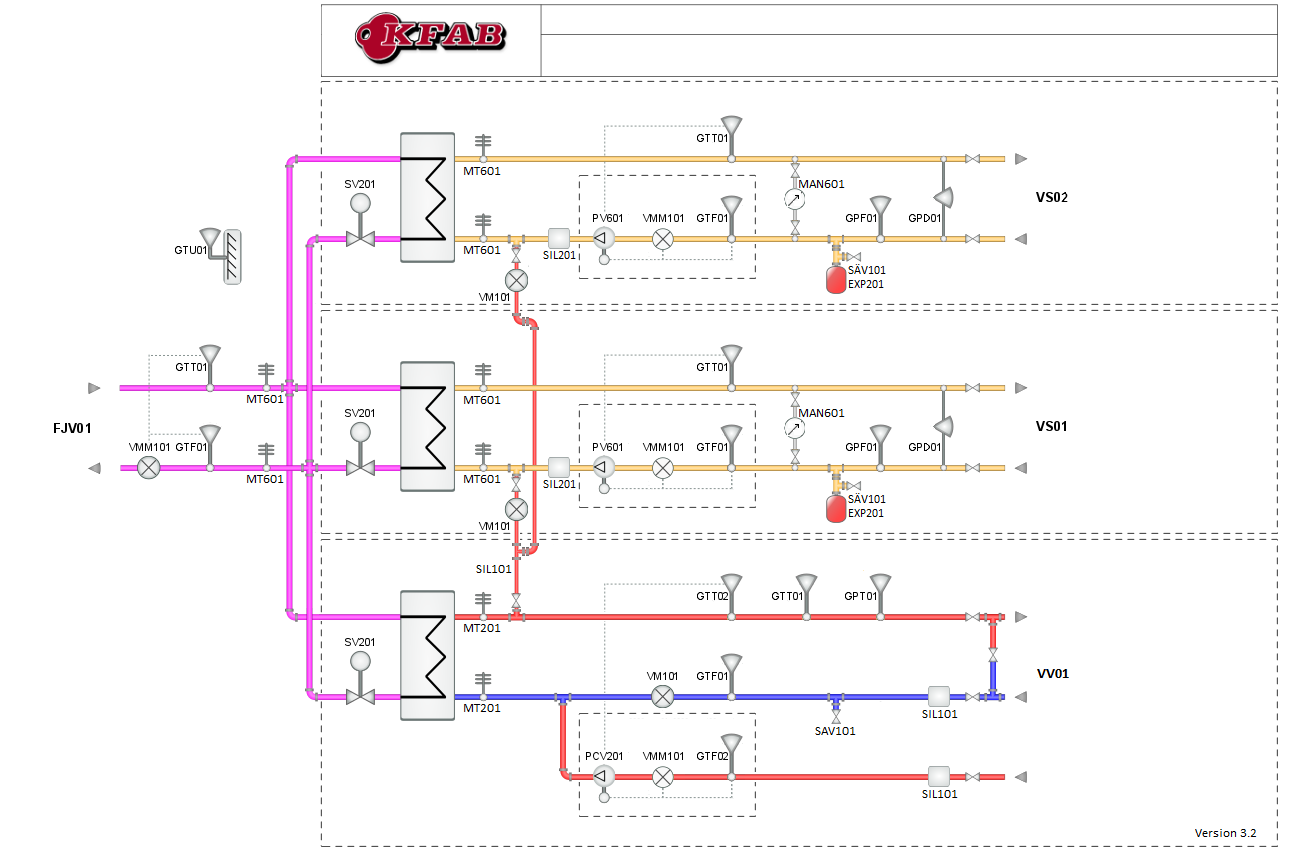 KFAB
GTT01
MT601
SV201
MAN601
VS02
PV601
VMM101
GTF01
GPF01
GPD01
GTU01
MT601
SIL201
SÄV101
EXP201
VM101
GTT01
GTT01
MT601
MT601
SV201
MAN601
FJV01
VS01
VMM101
GTF01
PV601
VMM101
GTF01
GPF01
GPD01
MT601
MT601
SIL201
SÄV101
EXP201
VM101
SIL101
GTT02
GTT01
GPT01
MT201
SV201
VM101
GTF01
VV01
MT201
SIL101
SAV101
PCV201
VMM101
GTF02
SIL101
Version 3.2